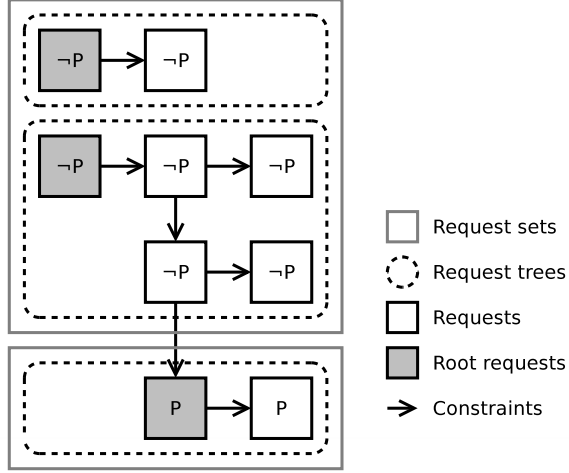 ¬P ¬P
¬P ¬P ¬P
¬P ¬P
P P
Request sets
Request trees
Requests
Root requests
Constraints